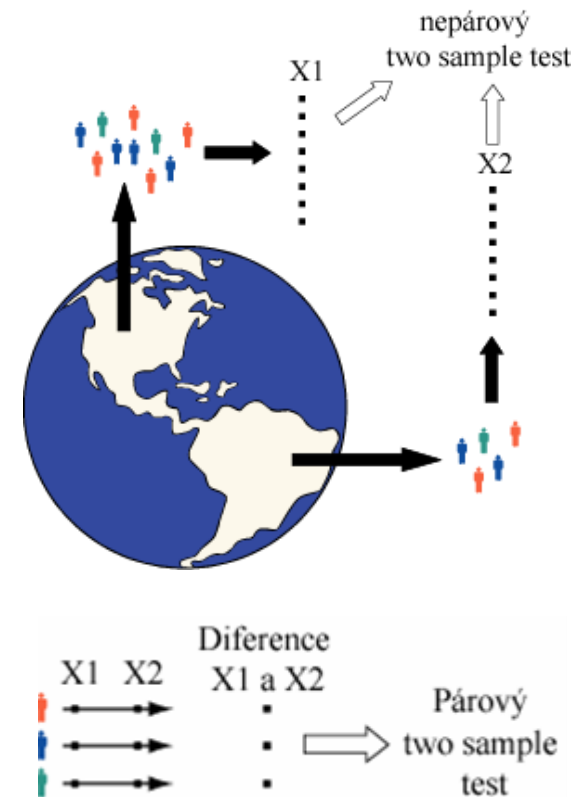 nepárový
two sample test
X1
X2
Diference
X1 X2 X1 a X2
Párový
two sample
test